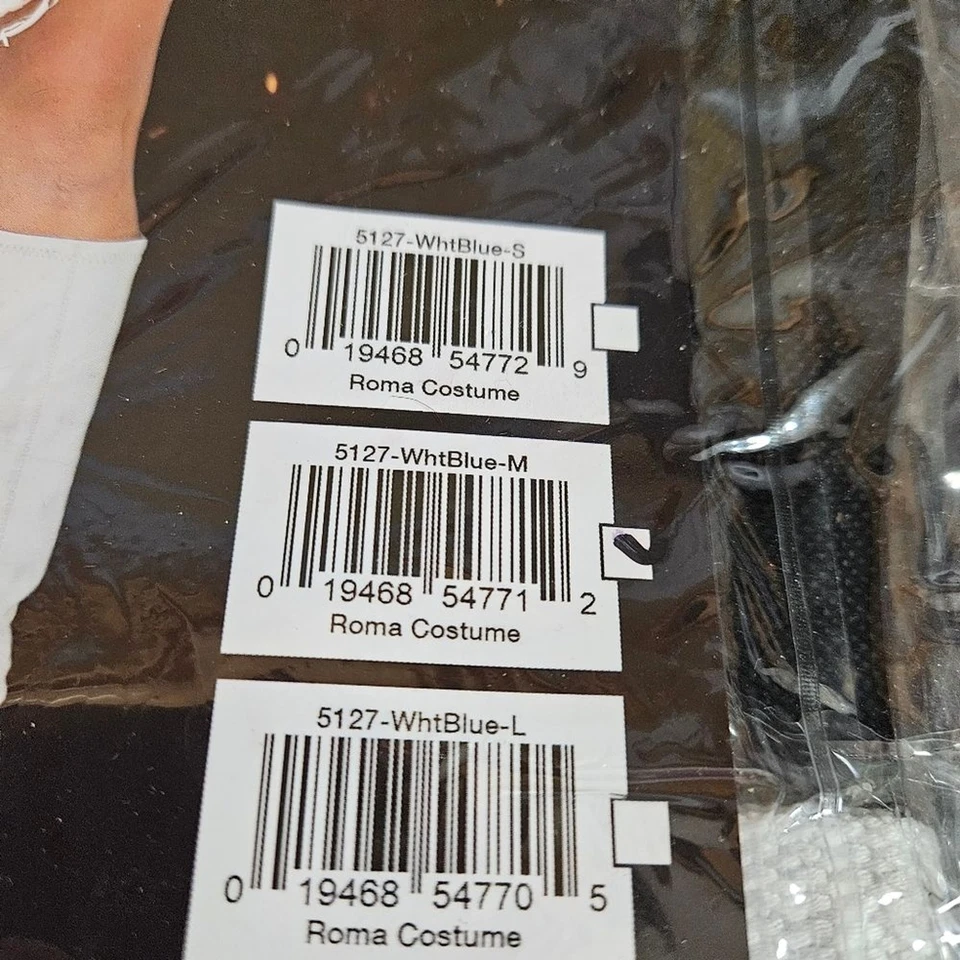 5127-WhtBlue-S
0 19468 54772 9
Roma Costume
5127-WhtBlue-M
0 19468 54771 2
Roma Costume
5127-WhtBlue-L
0 19468 54770 5
Roma Costume